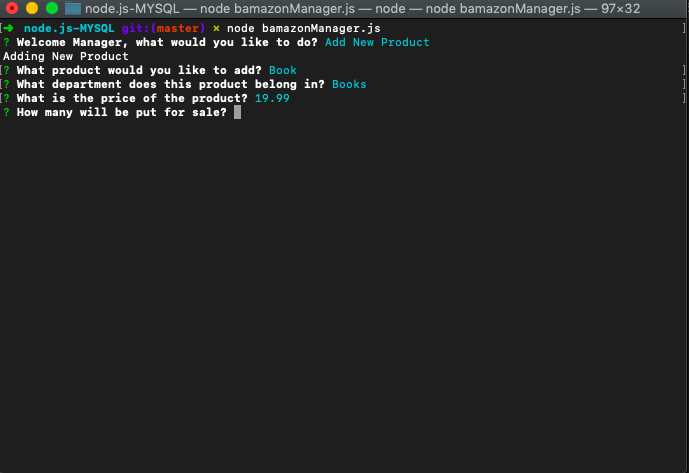 node.js-MYSQL — node bamazonManager.js — node — node bamazonManager.js — 97×32
[➜ node.js-MYSQL git:(master) × node bamazonManager.js ]
? Welcome Manager, what would you like to do? Add New Product
Adding New Product
[? What product would you like to add? Book ]
[? What department does this product belong in? Books ]
[? What is the price of the product? 19.99 ]
? How many will be put for sale?